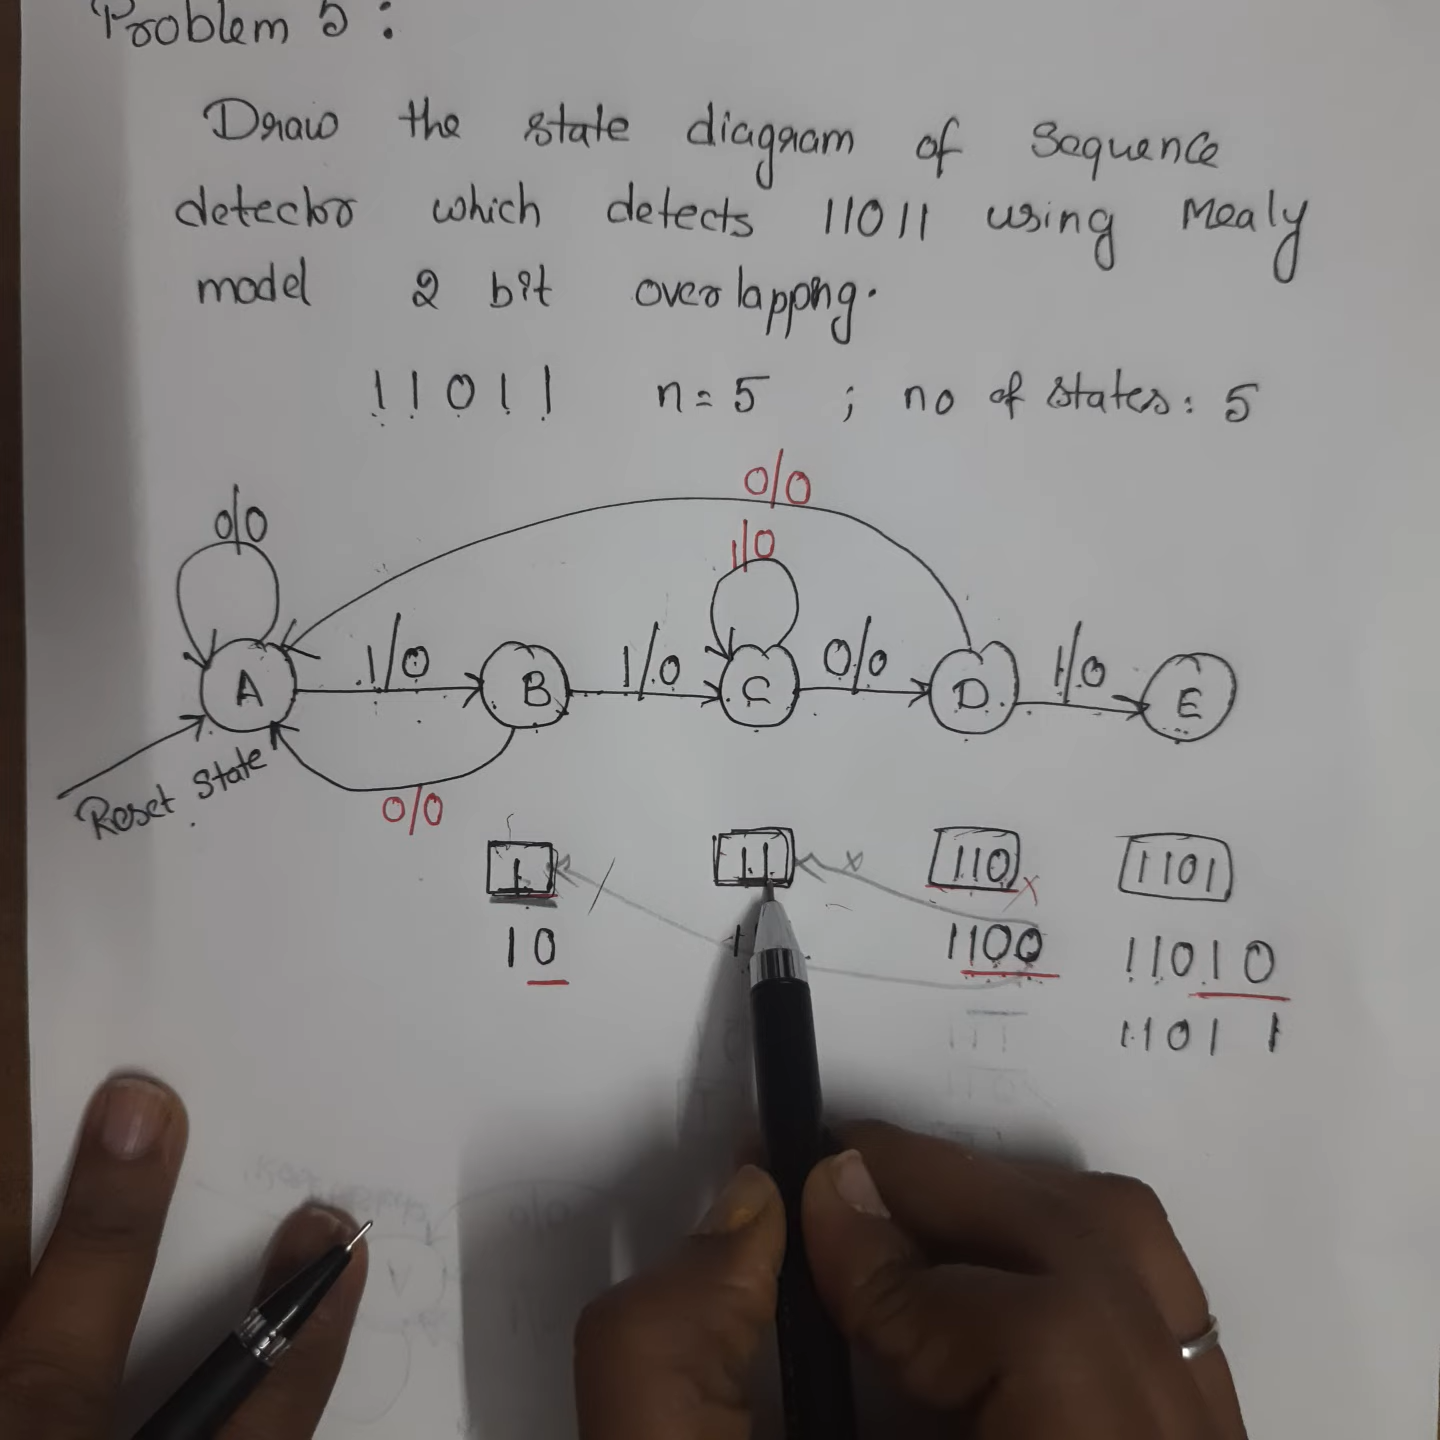 Problem 5 :
Draw the state diagram of Sequence
detector which detects 11011 using Mealy
model 2 bit overlapping.
11011 n = 5 ; no of states : 5
0/0
0/0
1/0
1/0 1/0 0/0 1/0
A B C D E
Reset State
0/0
1 11 110 1101
x x
10 1100 11010
11011